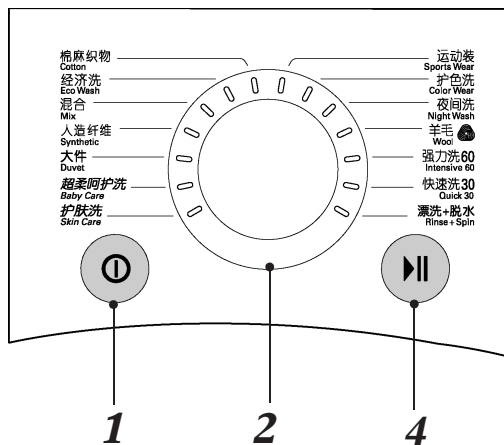 棉麻织物
Cotton
经济洗
Eco Wash
混合
Mix
人造纤维
Synthetic
大件
Duvet
超柔呵护洗
Baby Care
护肤洗
Skin Care
运动装
Sports Wear
护色洗
Color Wear
夜间洗
Night Wash
羊毛
Wool
强力洗60
Intensive 60
快速洗30
Quick 30
漂洗+脱水
Rinse+Spin
1
2
4